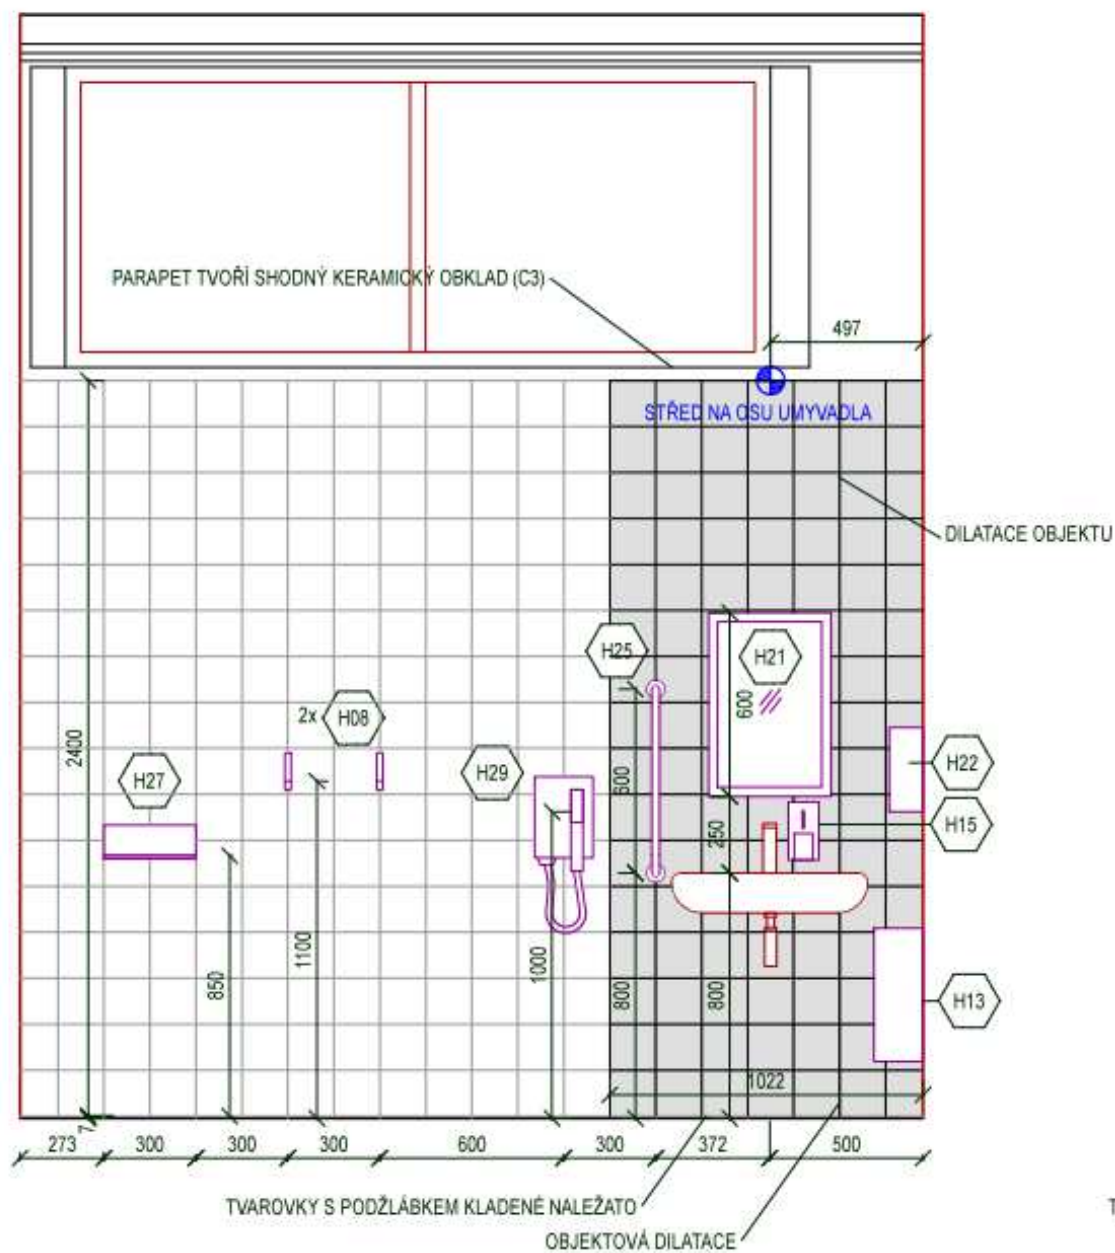 PARAPET TVOŘÍ SHODNÝ KERAMICKÝ OBKLAD (C3)
497
STŘED NA OSU UMYVADLA
DILATACE OBJEKTU
H25
H21
600
2x
H08
2400
H27
H29
600
H22
H15
250
1100
1000
850
800
800
H13
1022
7
273
300
300
300
600
300
372
500
TVAROVKY S PODŽLÁBKEM KLADENÉ NALEŽATO
T
OBJEKTOVÁ DILATACE